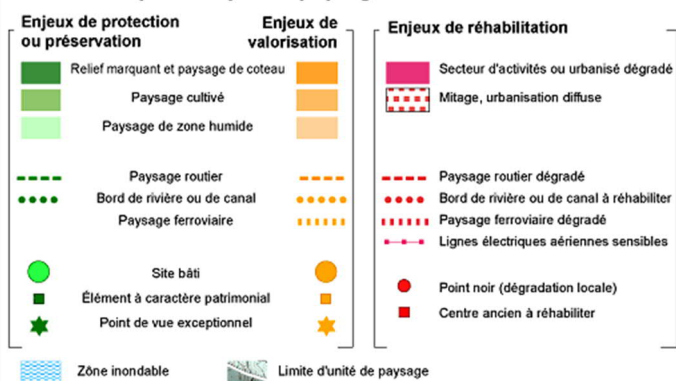 Enjeux de protection
ou préservation
Enjeux de
valorisation
Relief marquant et paysage de coteau
Paysage cultivé
Paysage de zone humide
Paysage routier
Bord de rivière ou de canal
Paysage ferroviaire
Site bâti
Élément à caractère patrimonial
Point de vue exceptionnel
Enjeux de réhabilitation
Secteur d'activités ou urbanisé dégradé
Mitage, urbanisation diffuse
Paysage routier dégradé
Bord de rivière ou de canal à réhabiliter
Paysage ferroviaire dégradé
Lignes électriques aériennes sensibles
Point noir (dégradation locale)
Centre ancien à réhabiliter
Zône inondable
Limite d'unité de paysage